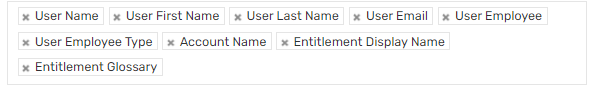 × User Name × User First Name × User Last Name × User Email × User Employee
× User Employee Type × Account Name × Entitlement Display Name
× Entitlement Glossary